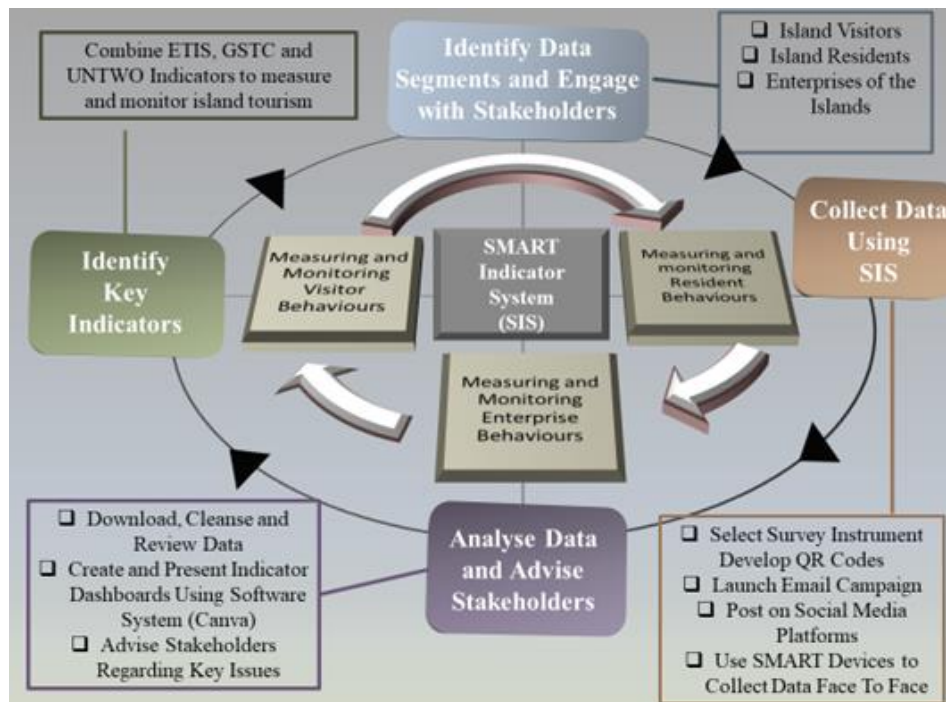 Combine ETIS, GSTC and
UNTWO Indicators to measure
and monitor island tourism
Identify Data
Segments and Engage
with Stakeholders
Island Visitors
Island Residents
Enterprises of the
Islands
Identify
Key
Indicators
Measuring and
Monitoring
Visitor
Behaviours
SMART
Indicator
System
(SIS)
Measuring and
monitoring
Resident
Behaviours
Collect Data
Using
SIS
Measuring and
Monitoring
Enterprise
Behaviours
Download, Cleanse and
Review Data
Create and Present Indicator
Dashboards Using Software
System (Canva)
Advise Stakeholders
Regarding Key Issues
Analyse Data
and Advise
Stakeholders
Select Survey Instrument
Develop QR Codes
Launch Email Campaign
Post on Social Media
Platforms
Use SMART Devices to
Collect Data Face To Face